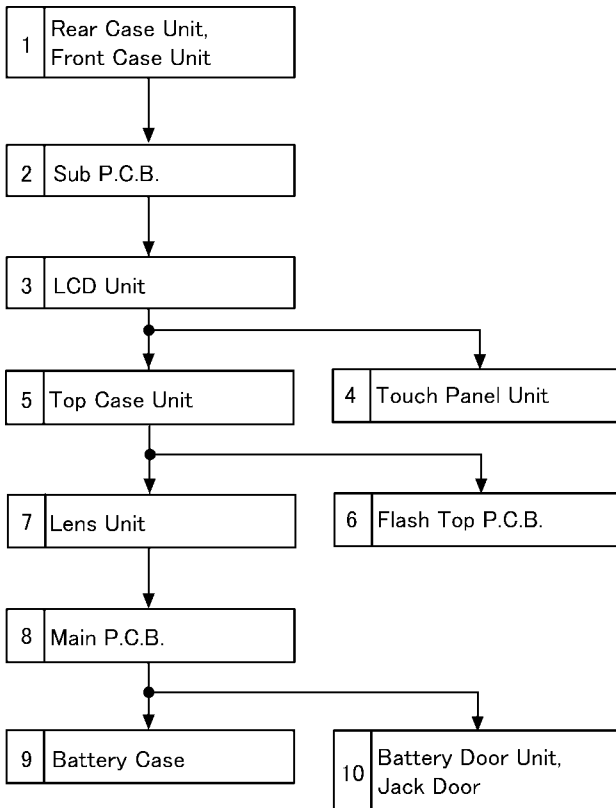 1 Rear Case Unit,
Front Case Unit
2 Sub P.C.B.
3 LCD Unit
5 Top Case Unit
4 Touch Panel Unit
7 Lens Unit
6 Flash Top P.C.B.
8 Main P.C.B.
9 Battery Case
10 Battery Door Unit,
Jack Door